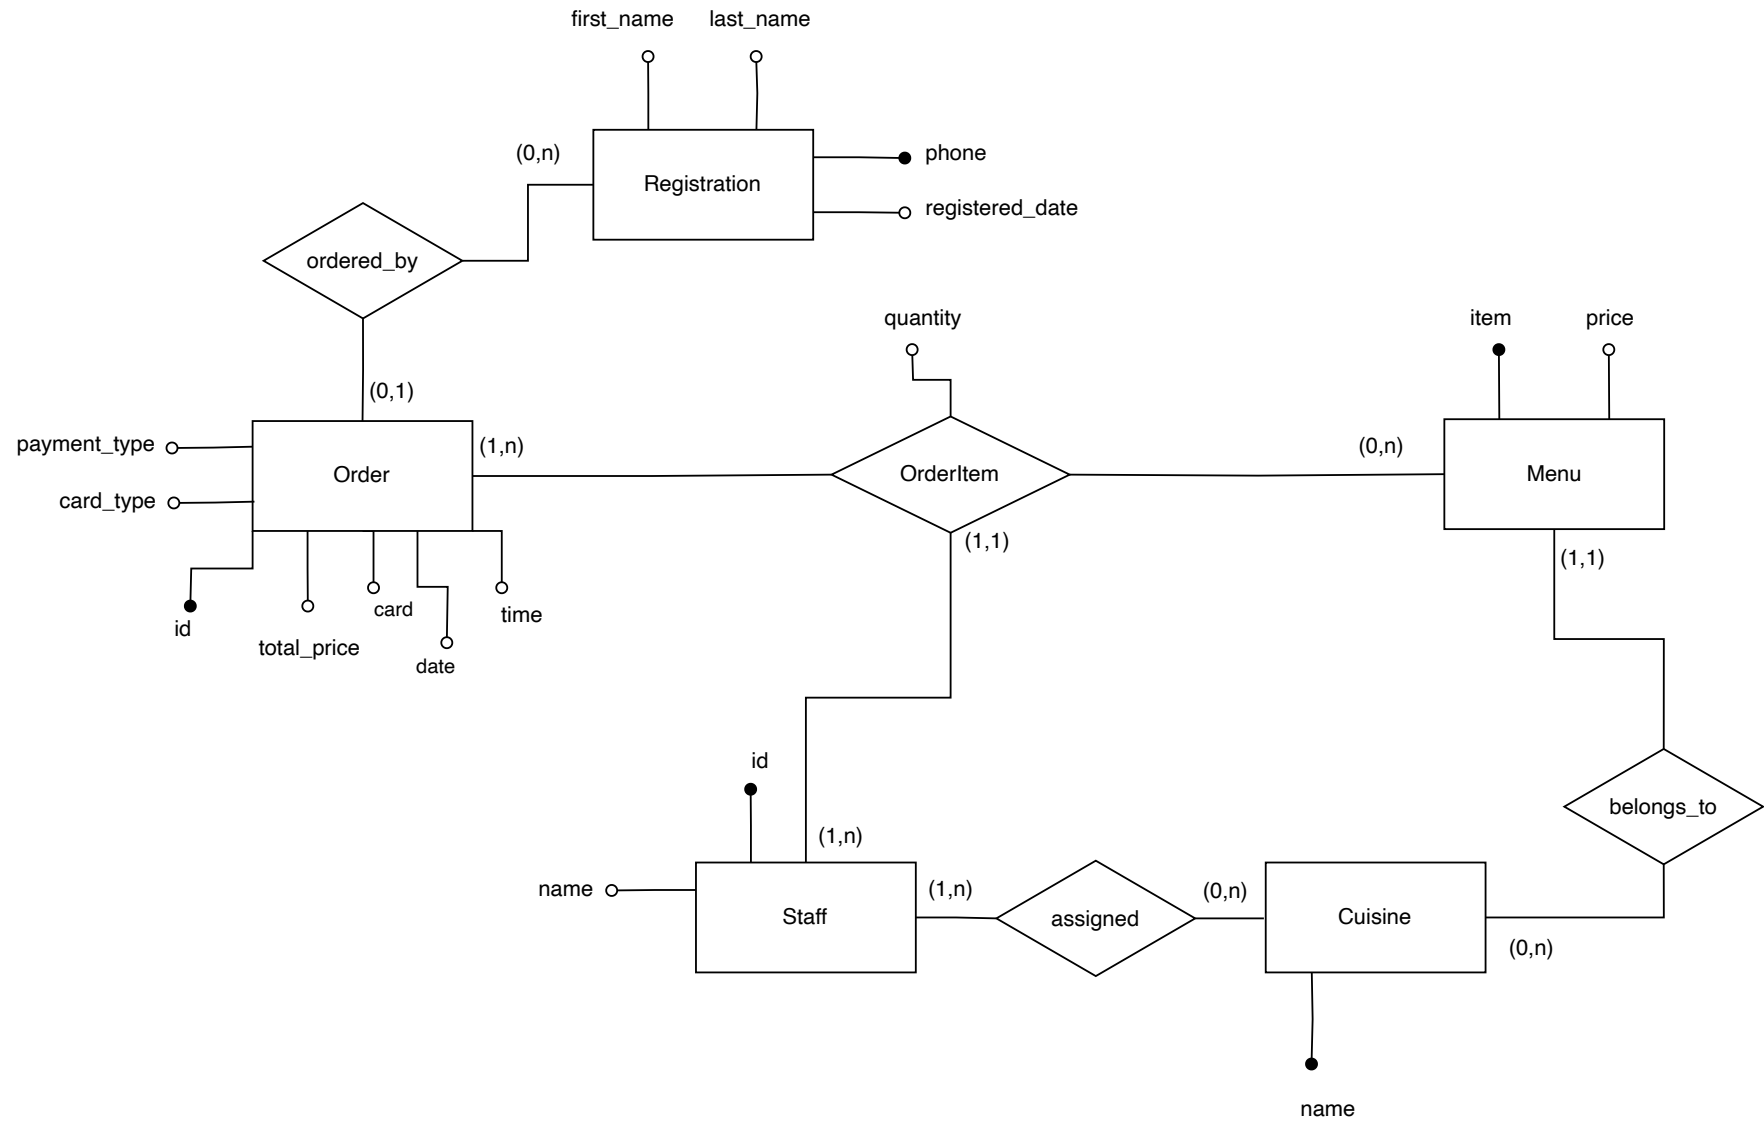 first_name last_name
(0,n)
phone
Registration
registered_date
ordered_by
quantity
item price
(0,1)
payment_type
(1,n)
(0,n)
Order
OrderItem
Menu
card_type
(1,1)
(1,1)
card
time
id
total_price
date
id
belongs_to
(1,n)
name
(1,n)
(0,n)
Staff
assigned
Cuisine
(0,n)
name